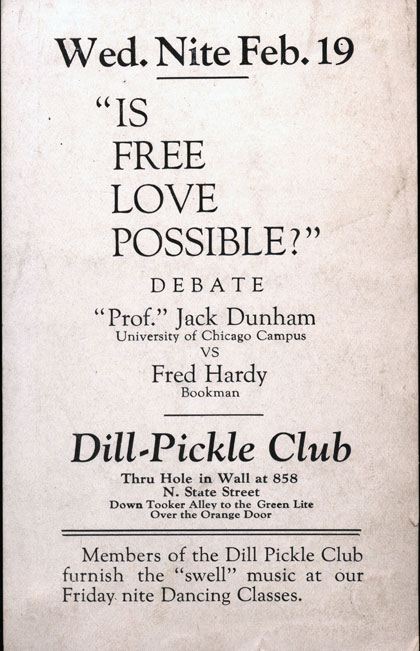 Wed. Nite Feb. 19
"IS
FREE
LOVE
POSSIBLE?"
DEBATE
"Prof." Jack Dunham
University of Chicago Campus
VS
Fred Hardy
Bookman
Dill-Pickle Club
Thru Hole in Wall at 858
N. State Street
Down Tooker Alley to the Green Lite
Over the Orange Door
Members of the Dill Pickle Club
furnish the "swell" music at our
Friday nite Dancing Classes.